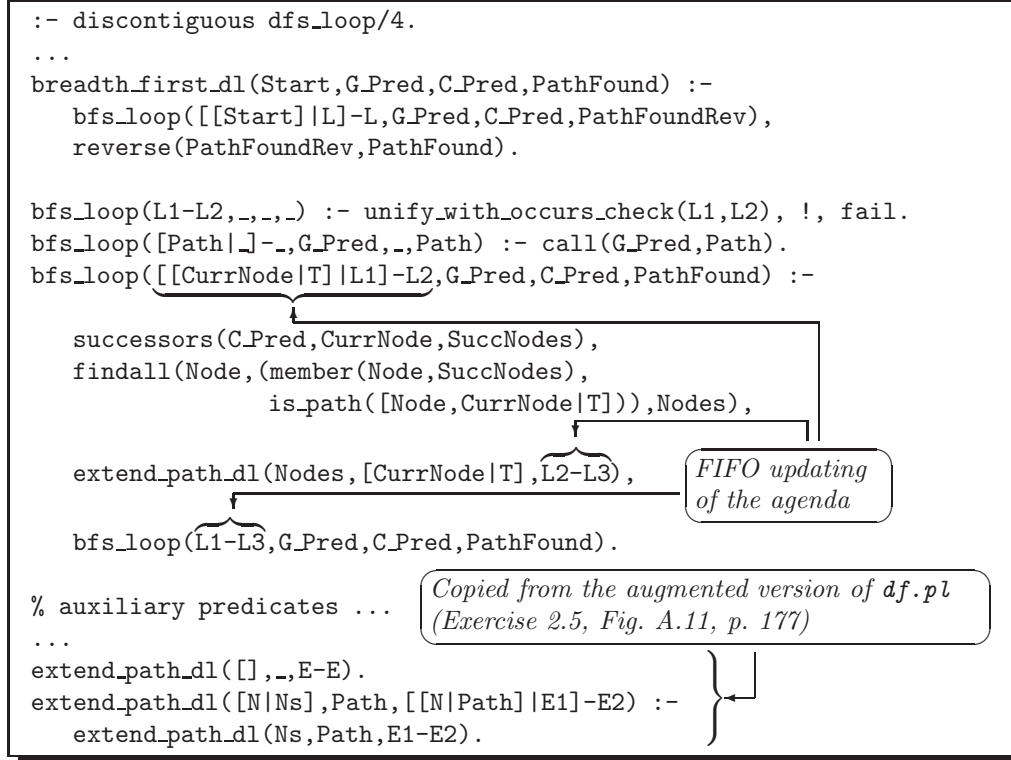 :- discontiguous dfs_loop/4.
...
breadth_first_dl(Start,G_Pred,C_Pred,PathFound) :-
bfs_loop([[Start]|L]-L,G_Pred,C_Pred,PathFoundRev),
reverse(PathFoundRev,PathFound).
bfs_loop(L1-L2,_,_,_) :- unify_with_occurs_check(L1,L2), !, fail.
bfs_loop([Path|_]-_,G_Pred,_,Path) :- call(G_Pred,Path).
bfs_loop([[CurrNode|T]|L1]-L2,G_Pred,C_Pred,PathFound) :-
successors(C_Pred,CurrNode,SuccNodes),
findall(Node,(member(Node,SuccNodes),
is_path([Node,CurrNode|T])),Nodes),
extend_path_dl(Nodes,[CurrNode|T],L2-L3),
FIFO updating
of the agenda
bfs_loop(L1-L3,G_Pred,C_Pred,PathFound).
% auxiliary predicates ...
Copied from the augmented version of df.pl
(Exercise 2.5, Fig. A.11, p. 177)
...
extend_path_dl([],_,E-E).
extend_path_dl([N|Ns],Path,[[N|Path]|E1]-E2) :-
extend_path_dl(Ns,Path,E1-E2).